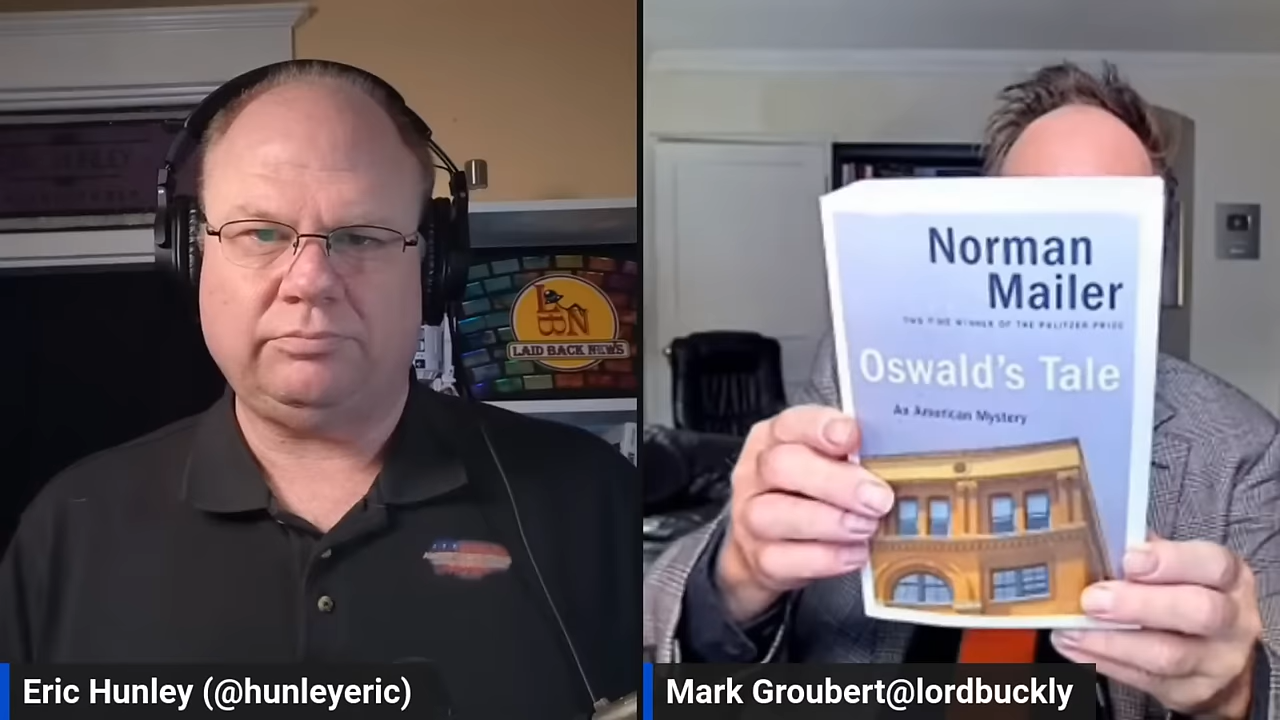 LBN
LAID BACK NEWS
Norman
Mailer
TWO TIME WINNER OF THE PULITZER PRIZE
Oswald's Tale
An American Mystery
Eric Hunley (@hunleyeric)
Mark Groubert@lordbuckly